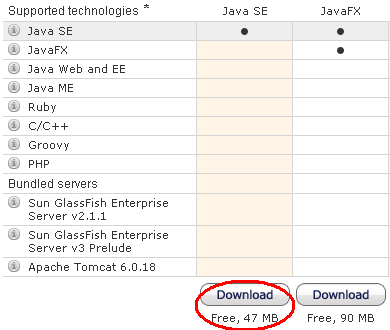 Supported technologies * Java SE JavaFX
Java SE ● ●
JavaFX ●
Java Web and EE
Java ME
Ruby
C/C++
Groovy
PHP
Bundled servers
Sun GlassFish Enterprise
Server v2.1.1
Sun GlassFish Enterprise
Server v3 Prelude
Apache Tomcat 6.0.18
Download Download
Free, 47 MB Free, 90 MB